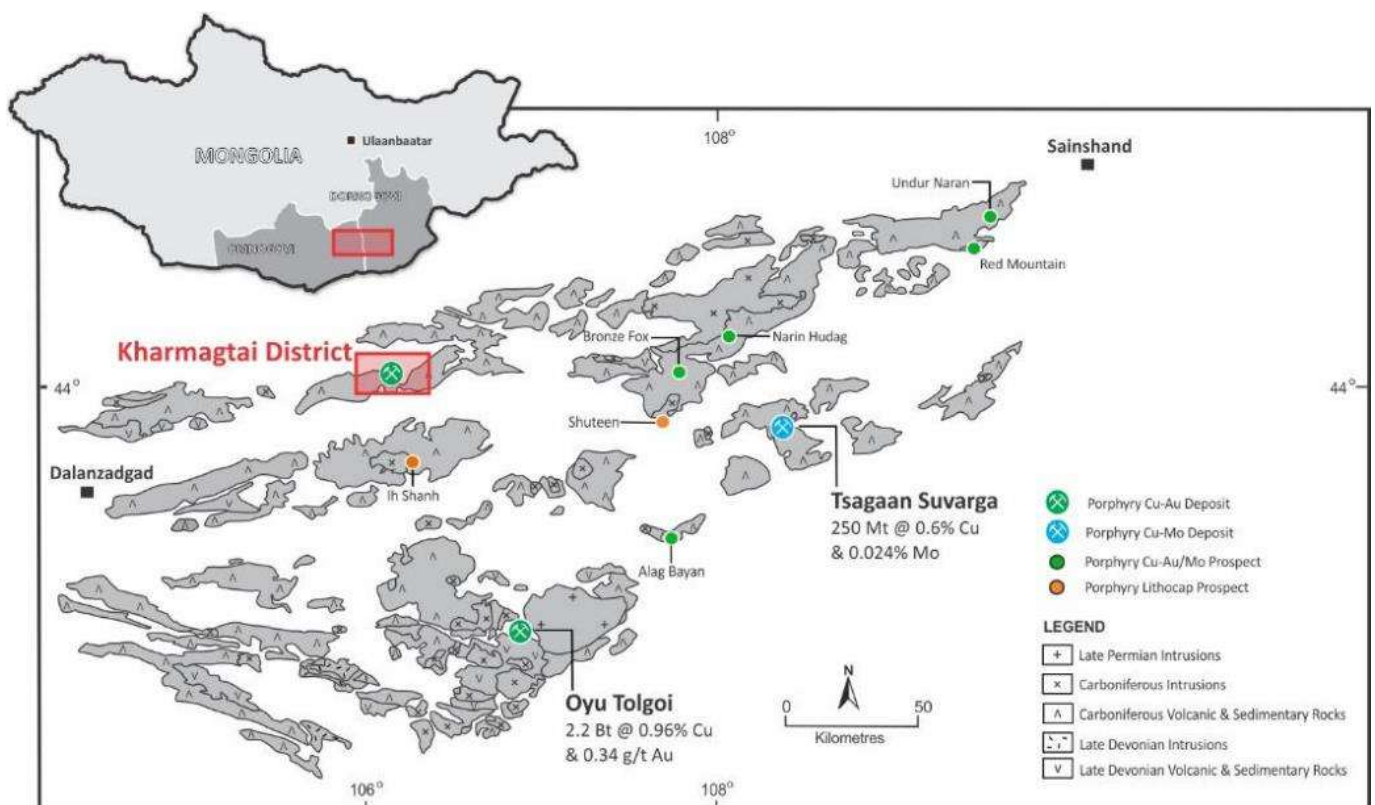 Ulaanbaatar
MONGOLIA
DORNOGOVI
OMNOGOVI
108°
Sainshand
Undur Naran
Red Mountain
Bronze Fox
Narin Hudag
Kharmagtai District
44°
44°
Shuteen
Dalanzadgad
Ih Shanh
Tsagaan Suvarga
250 Mt @ 0.6% Cu
& 0.024% Mo
Alag Bayan
Porphyry Cu-Au Deposit
Porphyry Cu-Mo Deposit
Porphyry Cu-Au/Mo Prospect
Porphyry Lithocap Prospect
LEGEND
Late Permian Intrusions
Carboniferous Intrusions
Carboniferous Volcanic & Sedimentary Rocks
Late Devonian Intrusions
Late Devonian Volcanic & Sedimentary Rocks
Oyu Tolgoi
2.2 Bt @ 0.96% Cu
& 0.34 g/t Au
N
0 50
Kilometres
106°
108°